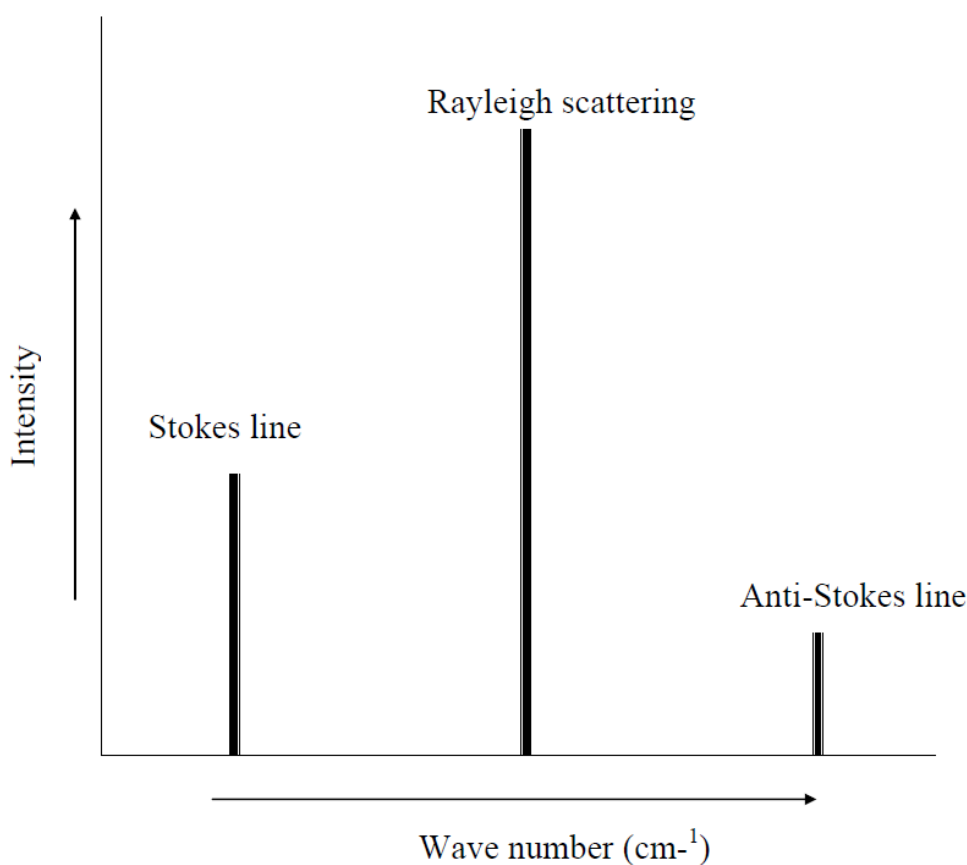 Rayleigh scattering
Intensity
Stokes line
Anti-Stokes line
Wave number (cm-¹)